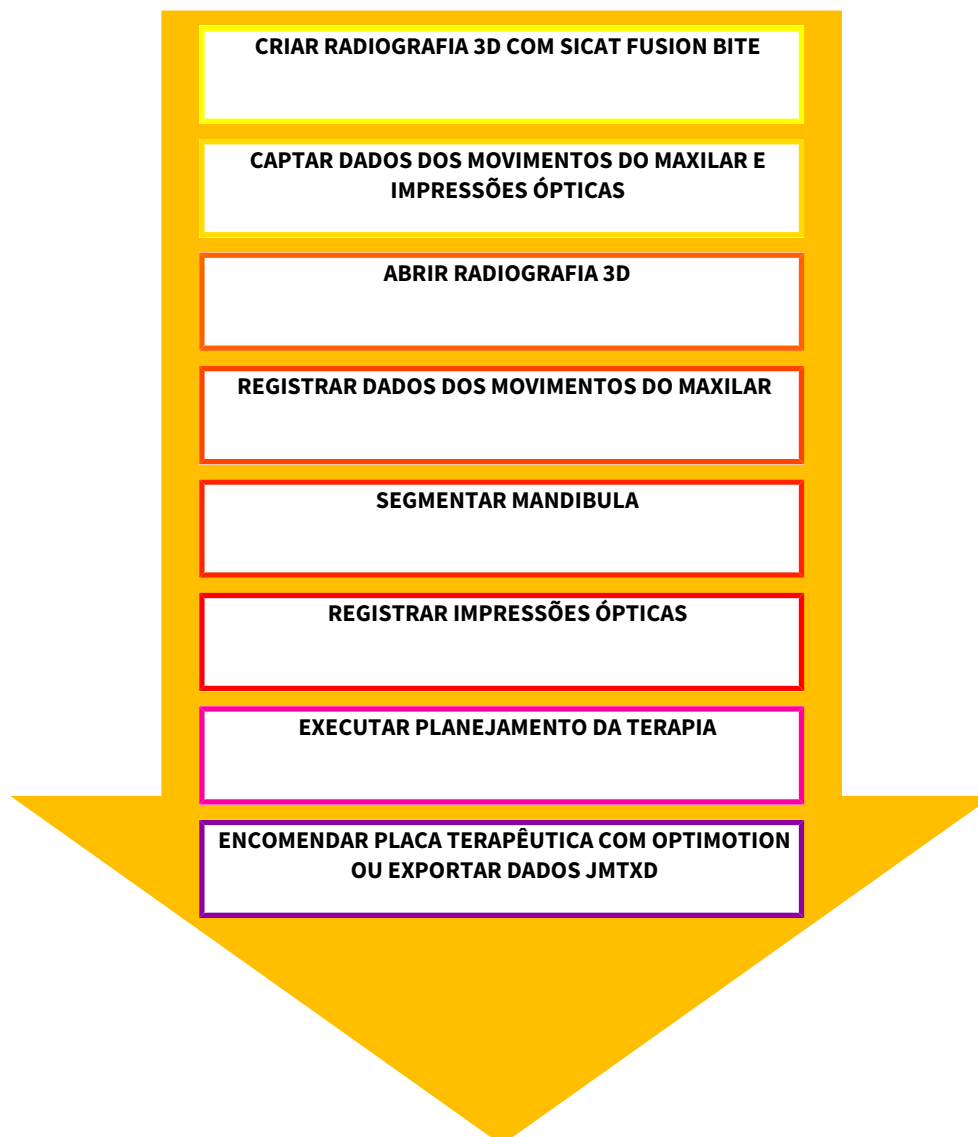 CRIAR RADIOGRAFIA 3D COM SICAT FUSION BITE
CAPTAR DADOS DOS MOVIMENTOS DO MAXILAR E
IMPRESSÕES ÓPTICAS
ABRIR RADIOGRAFIA 3D
REGISTRAR DADOS DOS MOVIMENTOS DO MAXILAR
SEGMENTAR MANDIBULA
REGISTRAR IMPRESSÕES ÓPTICAS
EXECUTAR PLANEJAMENTO DA TERAPIA
ENCOMENDAR PLACA TERAPÊUTICA COM OPTIMOTION
OU EXPORTAR DADOS JMTXD